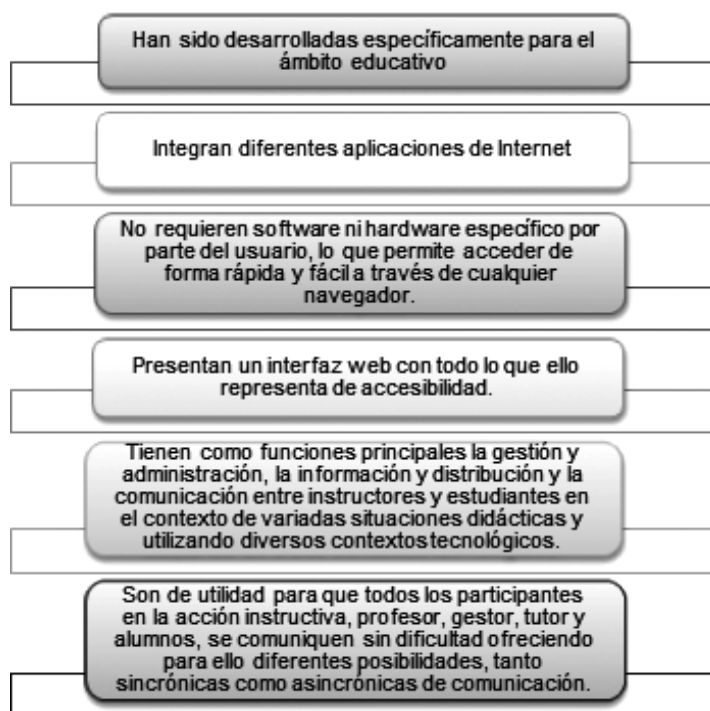 Han sido desarrolladas específicamente para el
ámbito educativo
Integran diferentes aplicaciones de Internet
No requieren software ni hardware específico por
parte del usuario, lo que permite acceder de
forma rápida y fácil a través de cualquier
navegador.
Presentan un interfaz web con todo lo que ello
representa de accesibilidad.
Tienen como funciones principales la gestión y
administración, la información y distribución y la
comunicación entre instructores y estudiantes en
el contexto de variadas situaciones didácticas y
utilizando diversos contextos tecnológicos.
Son de utilidad para que todos los participantes
en la acción instructiva, profesor, gestor, tutor y
alumnos, se comuniquen sin dificultad ofreciendo
para ello diferentes posibilidades, tanto
sincrónicas como asincrónicas de comunicación.